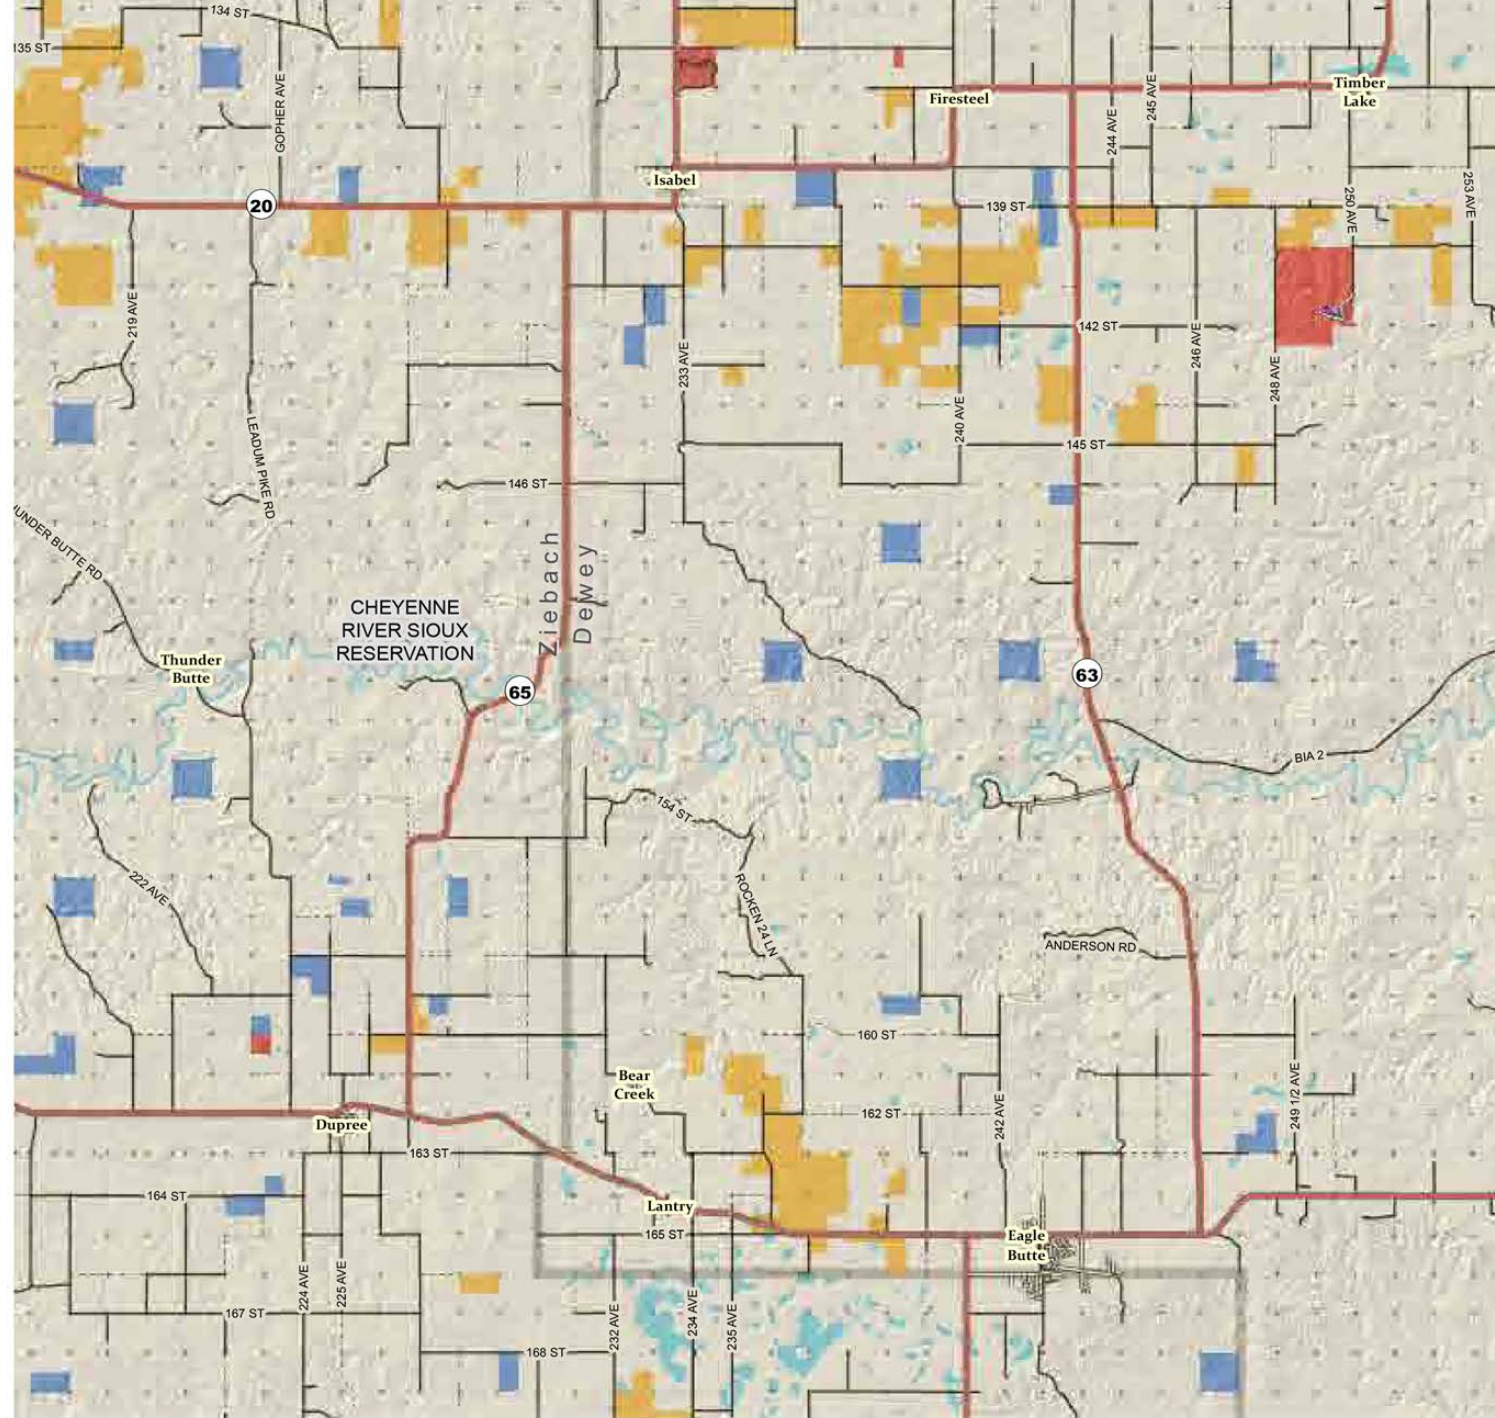 134 ST
135 ST
GOPHER AVE
Firesteel
245 AVE
Timber
Lake
244 AVE
Isabel
20
139 ST
250 AVE
253 AVE
219 AVE
142 ST
246 AVE
233 AVE
248 AVE
240 AVE
LEADUM PIKE RD
145 ST
146 ST
UNDER BUTTE RD
Ziebach
Dewey
CHEYENNE
RIVER SIOUX
RESERVATION
Thunder
Butte
65
63
BIA 2
154 ST
222 AVE
ROCKEN 24 LN
ANDERSON RD
160 ST
Bear
Creek
162 ST
242 AVE
249 1/2 AVE
Dupree
163 ST
164 ST
Lantry
165 ST
Eagle
Butte
224 AVE
225 AVE
167 ST
232 AVE
234 AVE
235 AVE
168 ST